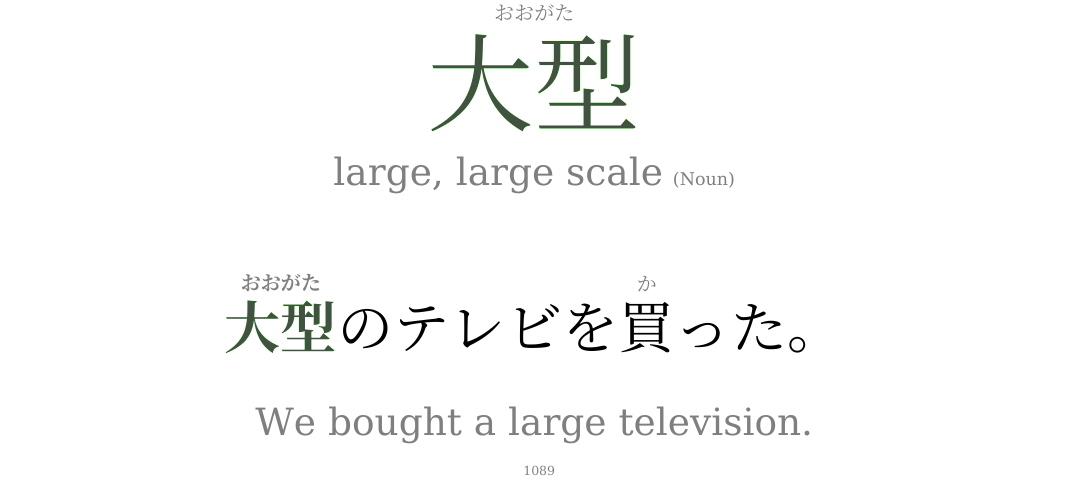 おおがた
大型
large, large scale (Noun)
おおがた か
大型のテレビを買った。
We bought a large television.
1089